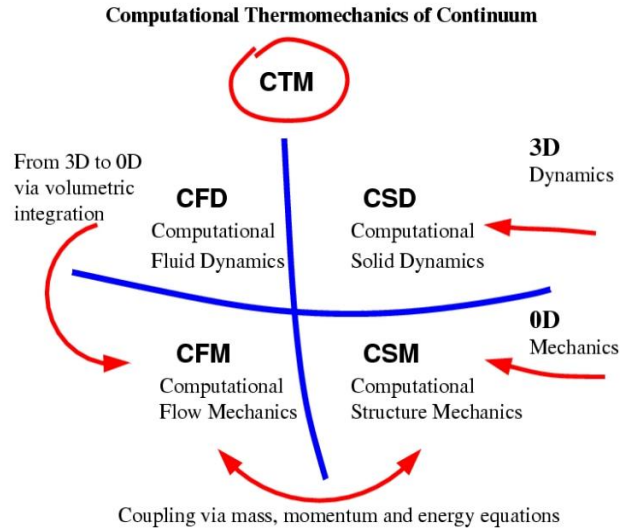 Computational Thermomechanics of Continuum
CTM
From 3D to 0D
via volumetric
integration
CFD
Computational
Fluid Dynamics
CSD
Computational
Solid Dynamics
3D
Dynamics
0D
Mechanics
CFM
Computational
Flow Mechanics
CSM
Computational
Structure Mechanics
Coupling via mass, momentum and energy equations